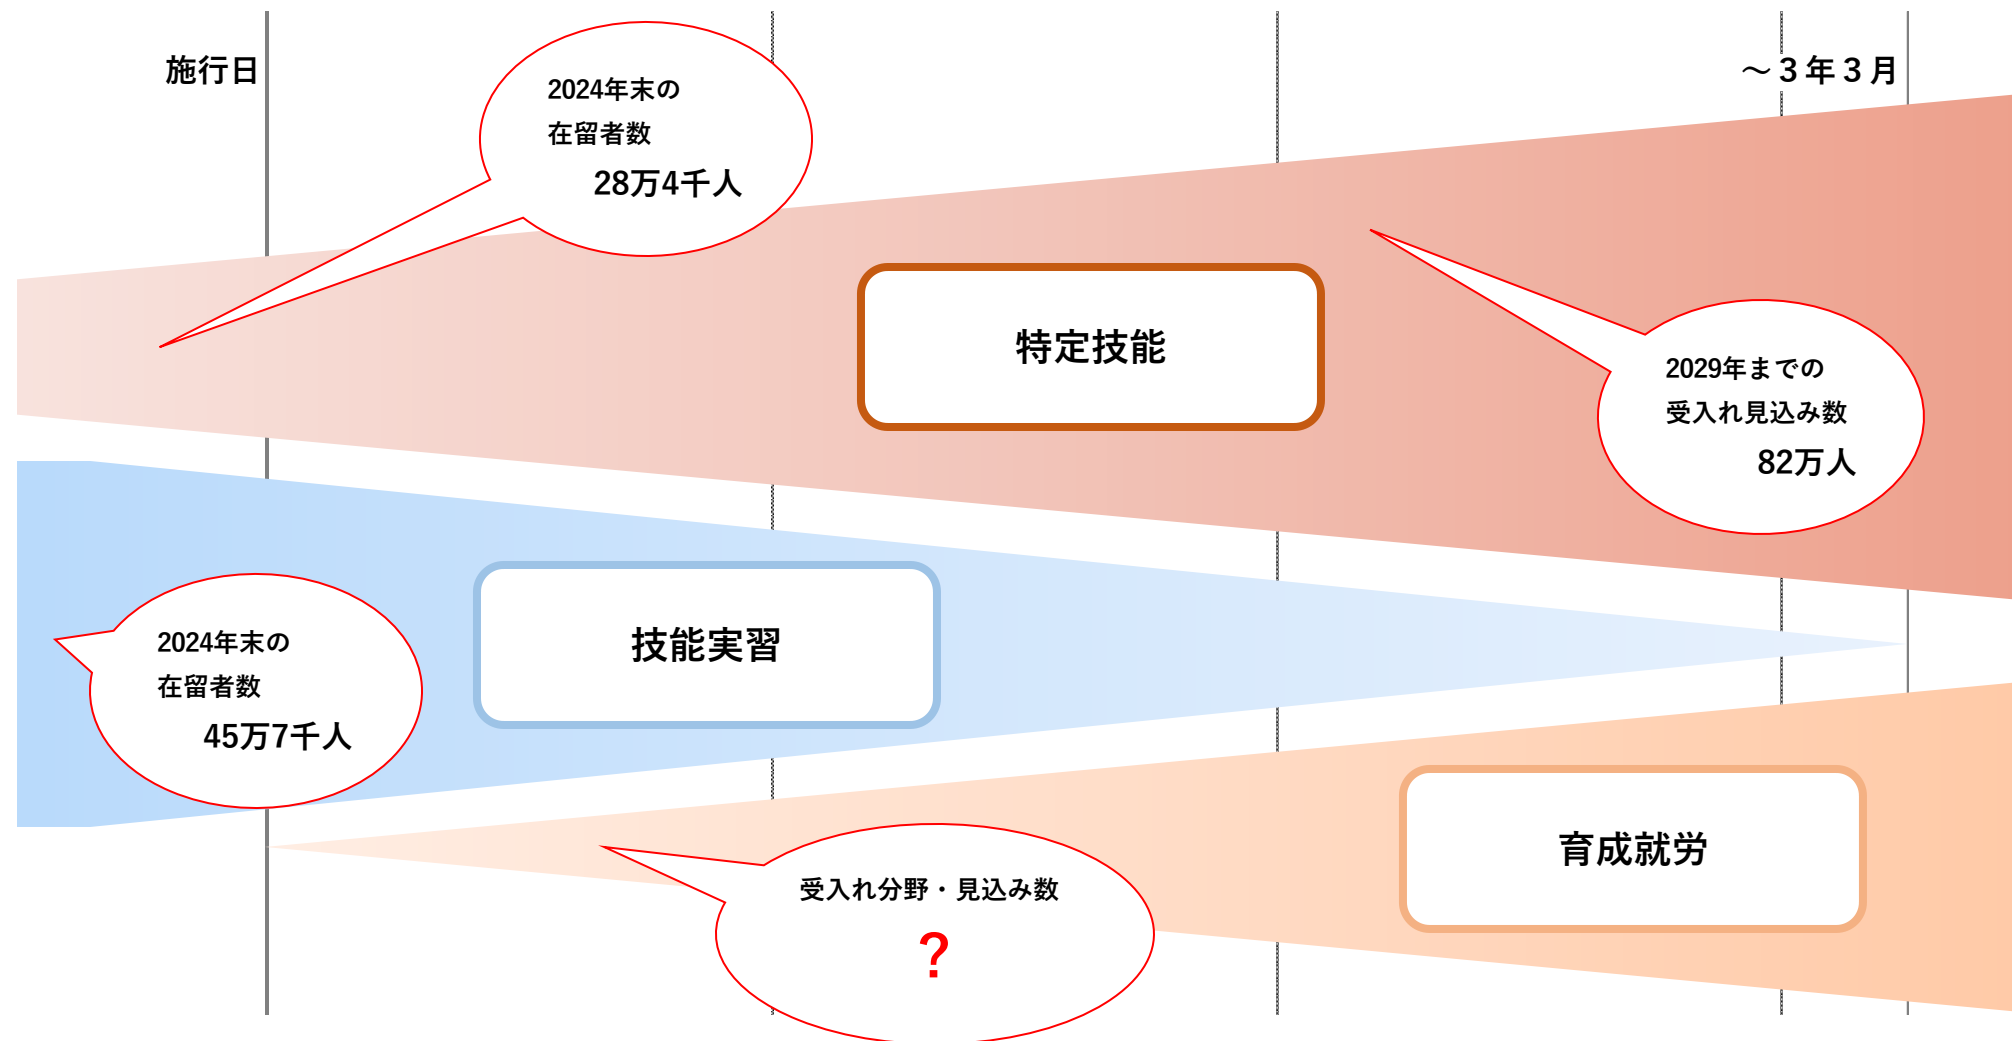 施行日
～３年３月
2024年末の
在留者数
28万4千人
特定技能
2029年までの
受入れ見込み数
82万人
技能実習
2024年末の
在留者数
45万7千人
育成就労
受入れ分野・見込み数
？